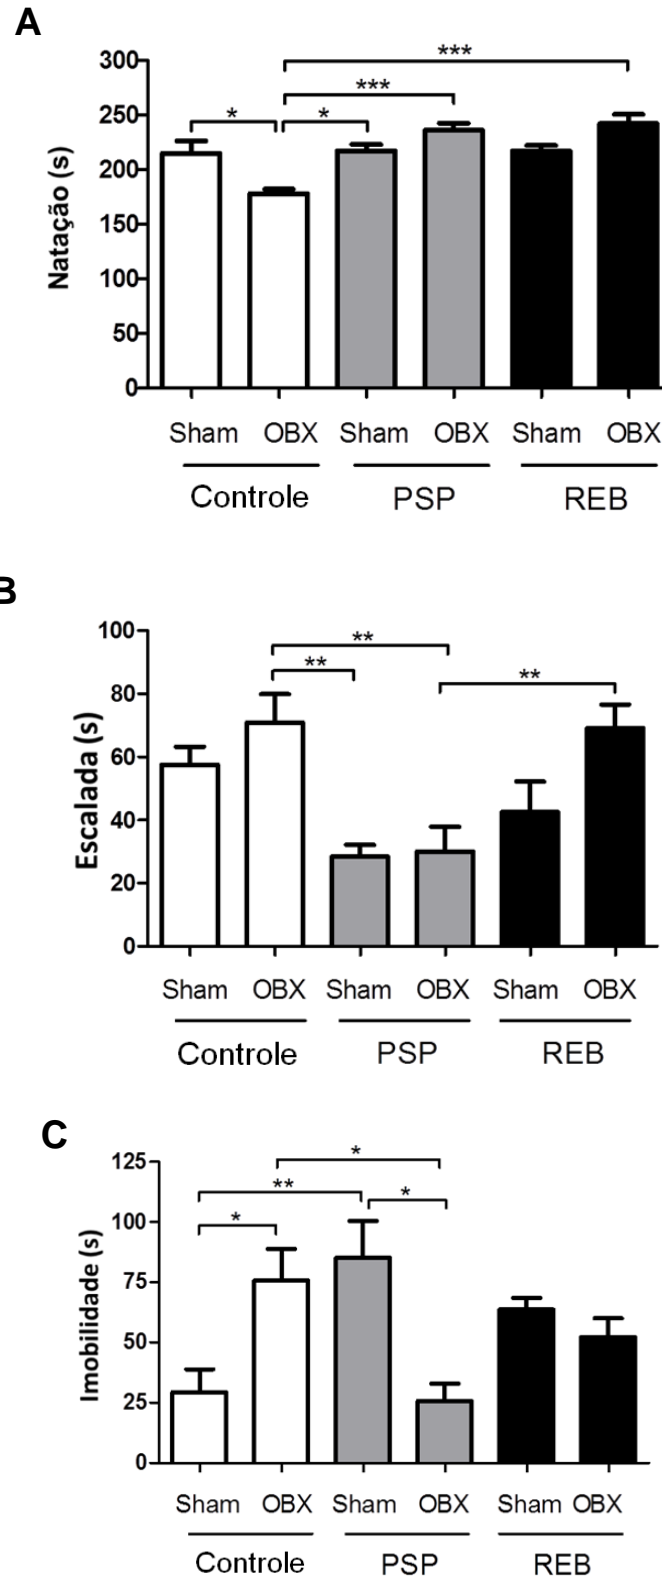 A
Natação (s)
300
250
200
150
100
50
0
***
***
* *
Sham OBX Sham OBX Sham OBX
Controle PSP REB
B
Escalada (s)
100
80
60
40
20
0
**
**
**
Sham OBX Sham OBX Sham OBX
Controle PSP REB
C
Imobilidade (s)
125
100
75
50
25
0
*
**
*
*
Sham OBX Sham OBX Sham OBX
Controle PSP REB